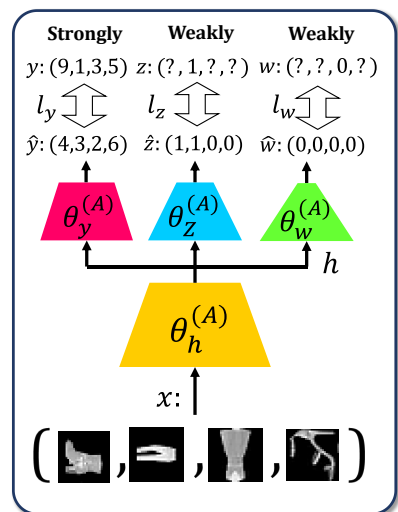 Strongly Weakly Weakly
y: (9,1,3,5) z: (?,1,?,?) w: (?,?,0,?)
l_y l_z l_w
ŷ: (4,3,2,6) ẑ: (1,1,0,0) ŵ: (0,0,0,0)
θ_y^{(A)} θ_z^{(A)} θ_w^{(A)}
h
θ_h^{(A)}
x:
( , , , )